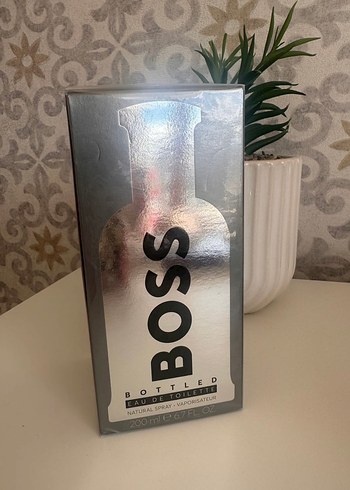 BOSS
BOTTLED
EAU DE TOILETTE
NATURAL SPRAY - VAPORISATEUR
200 ml ℮ 6.7 FL. OZ.